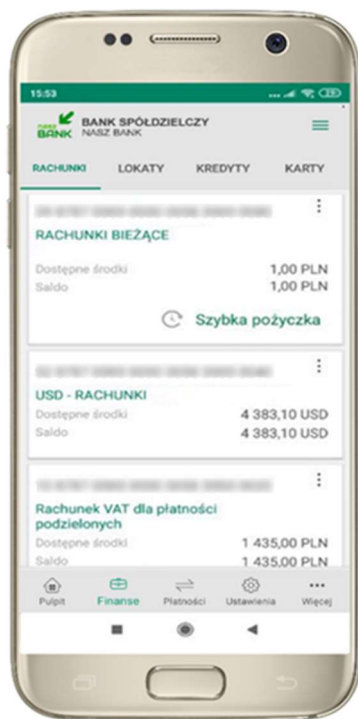 15:53
nasz
BANK
BANK SPÓŁDZIELCZY
NASZ BANK
RACHUNKI LOKATY KREDYTY KARTY
RACHUNKI BIEŻĄCE
Dostępne środki 1,00 PLN
Saldo 1,00 PLN
Szybka pożyczka
USD - RACHUNKI
Dostępne środki 4 383,10 USD
Saldo 4 383,10 USD
Rachunek VAT dla płatności
podzielonych
Dostępne środki 1 435,00 PLN
Saldo 1 435,00 PLN
Pulpit Finanse Płatności Ustawienia Więcej